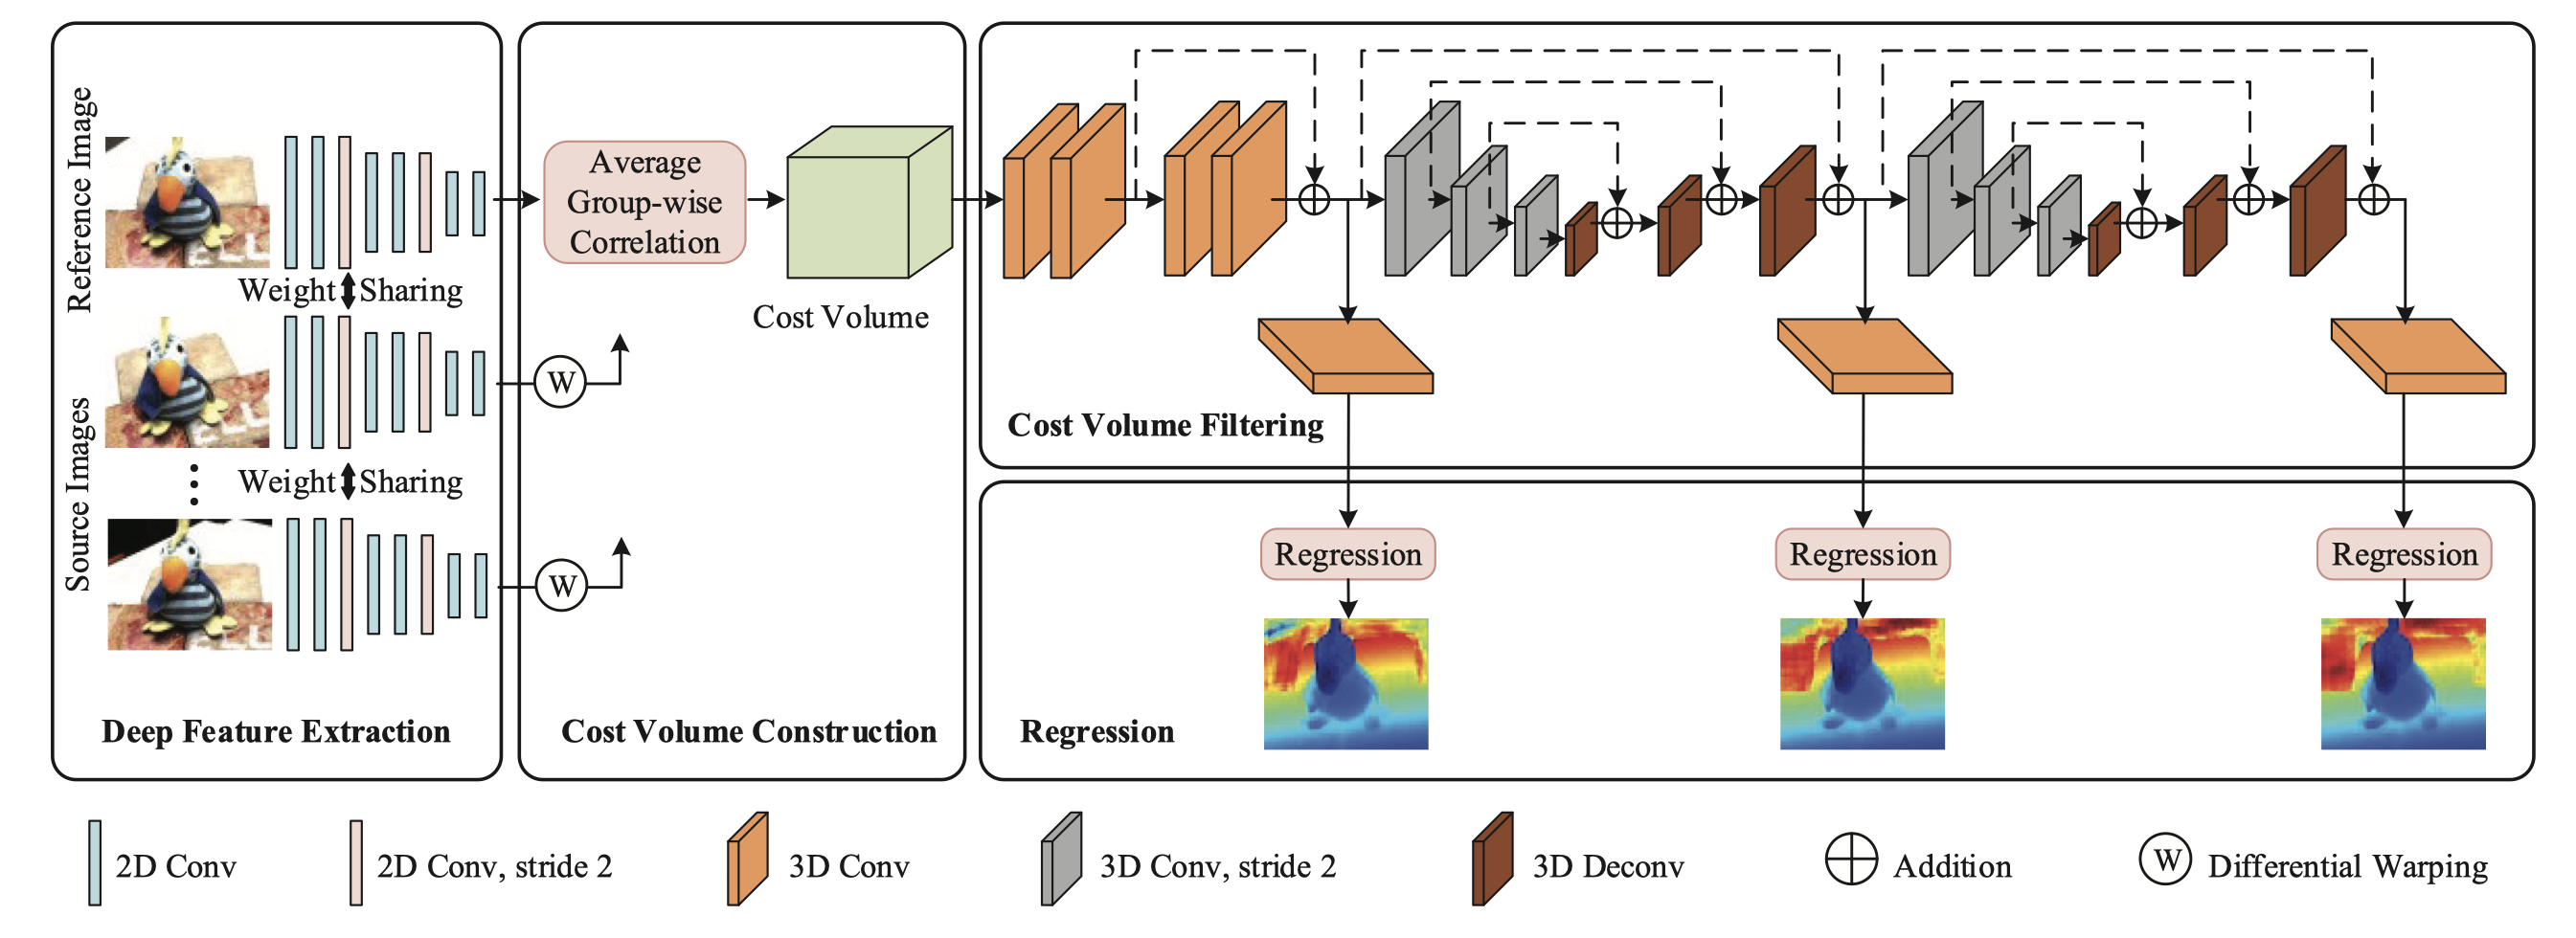 Reference Image
Weight Sharing
Source Images
Weight Sharing
Deep Feature Extraction
Average
Group-wise
Correlation
Cost Volume
W
W
Cost Volume Construction
Cost Volume Filtering
Regression
Regression
Regression
Regression
2D Conv
2D Conv, stride 2
3D Conv
3D Conv, stride 2
3D Deconv
Addition
W Differential Warping